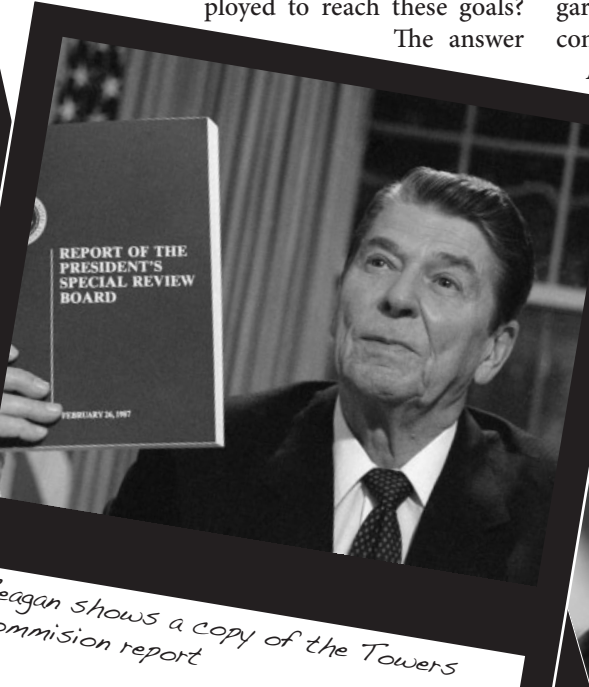 ployed to reach these goals?
The answer
gar
con
REPORT OF THE
PRESIDENT'S
SPECIAL REVIEW
BOARD
FEBRUARY 26, 1987
eagan shows a copy of the Towers
ommision report